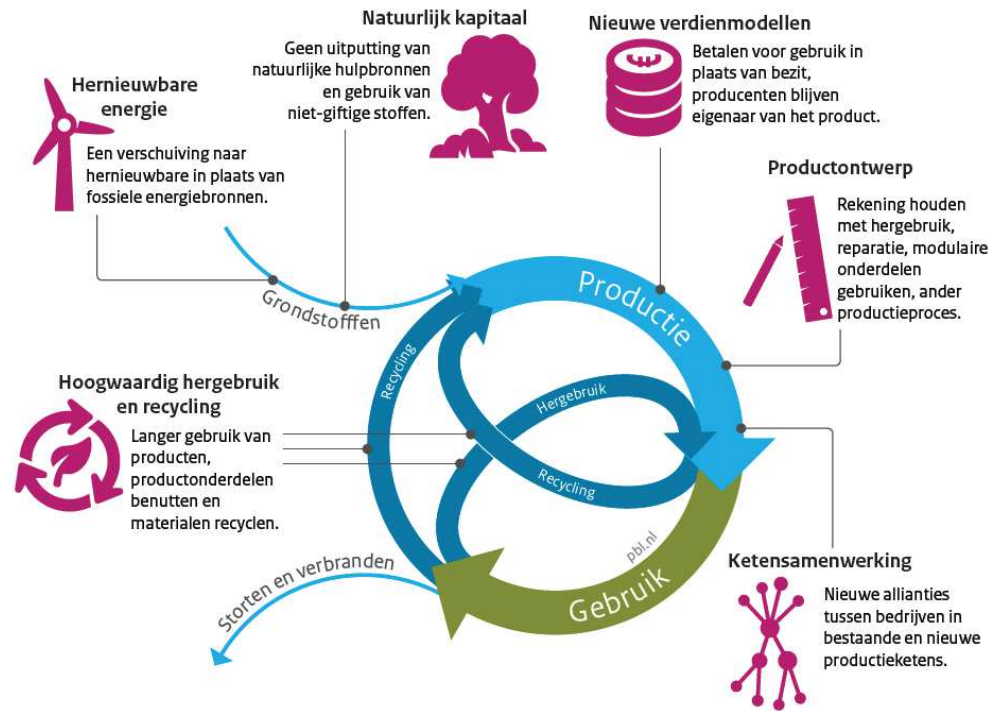 Natuurlijk kapitaal
Geen uitputting van
natuurlijke hulpbronnen
en gebruik van
niet-giftige stoffen.
Nieuwe verdienmodellen
Betalen voor gebruik in
plaats van bezit,
producenten blijven
eigenaar van het product.
Hernieuwbare
energie
Een verschuiving naar
hernieuwbare in plaats van
fossiele energiebronnen.
Productontwerp
Rekening houden
met hergebruik,
reparatie, modulaire
onderdelen
gebruiken, ander
productieproces.
Grondstofffen
Productie
Recycling
Hergebruik
Recycling
Hoogwaardig hergebruik
en recycling
Langer gebruik van
producten,
productonderdelen
benutten en
materialen recyclen.
Storten en verbranden
Gebruik
pbl.nl
Ketensamenwerking
Nieuwe allianties
tussen bedrijven in
bestaande en nieuwe
productieketens.